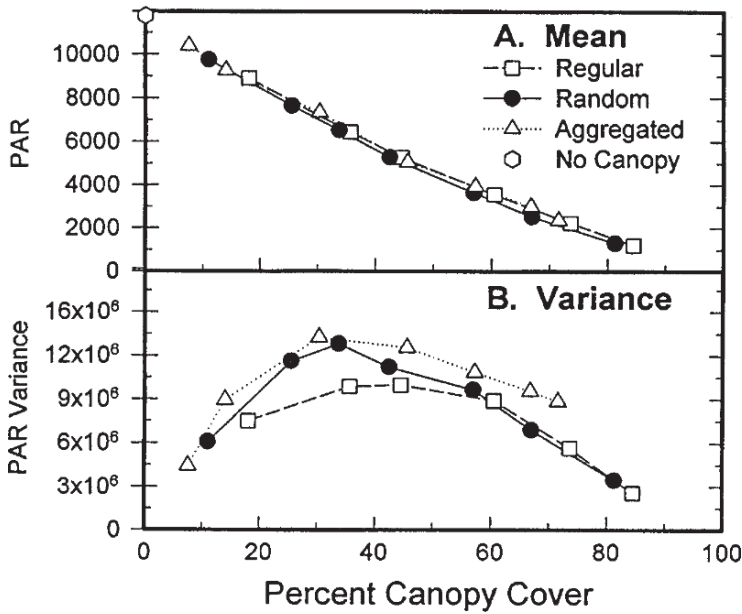 A. Mean
Regular
Random
Aggregated
No Canopy
PAR
10000
8000
6000
4000
2000
0
B. Variance
PAR Variance
16x10⁶
12x10⁶
9x10⁶
6x10⁶
3x10⁶
0
0 20 40 60 80 100
Percent Canopy Cover